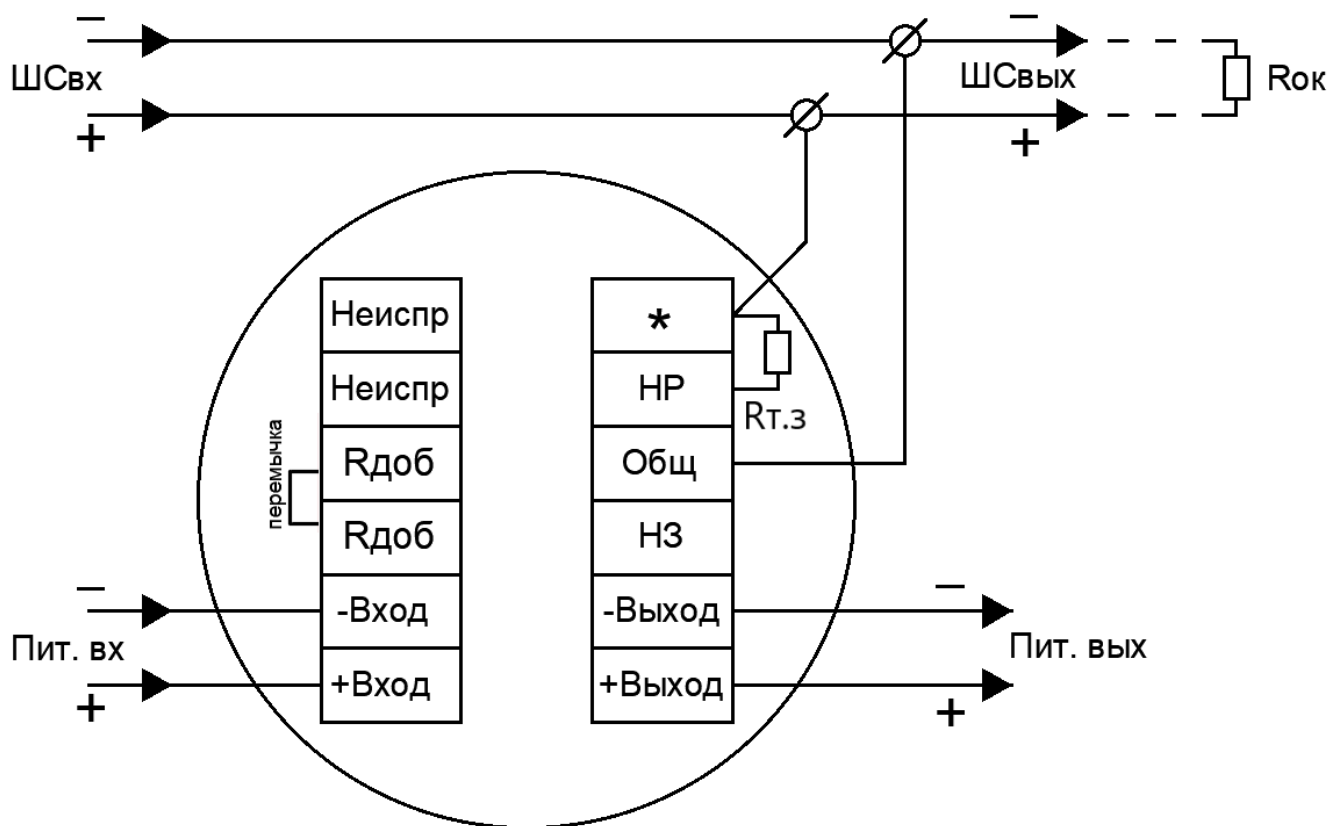 −
−
ШСвх
ШСвых
Rок
+
+
Неиспр
*
Неиспр
НР
Rт.з
перемычка
Rдоб
Общ
Rдоб
НЗ
−
−
-Вход
-Выход
Пит. вх
Пит. вых
+Вход
+Выход
+
+